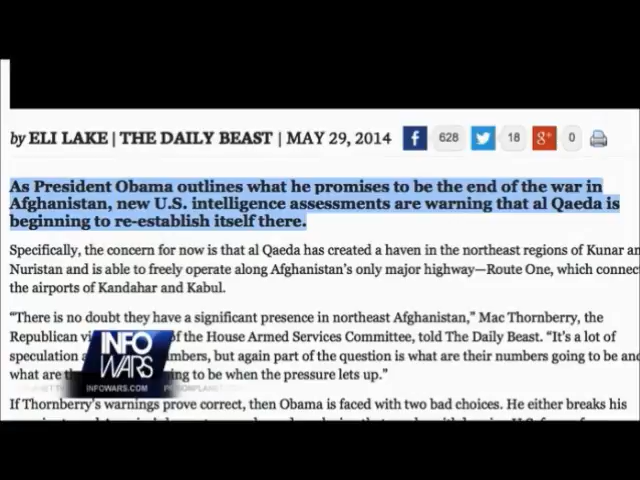 by ELI LAKE | THE DAILY BEAST | MAY 29, 2014 628 18 0
As President Obama outlines what he promises to be the end of the war in
Afghanistan, new U.S. intelligence assessments are warning that al Qaeda is
beginning to re-establish itself there.
Specifically, the concern for now is that al Qaeda has created a haven in the northeast regions of Kunar an
Nuristan and is able to freely operate along Afghanistan's only major highway—Route One, which connec
the airports of Kandahar and Kabul.
“There is no doubt they have a significant presence in northeast Afghanistan,” Mac Thornberry, the
Republican vi of the House Armed Services Committee, told The Daily Beast. “It's a lot of
speculation a mbers, but again part of the question is what are their numbers going to be and
what are th ng to be when the pressure lets up.”
INFO
WARS
INFOWARS.COM
If Thornberry's warnings prove correct, then Obama is faced with two bad choices. He either breaks his